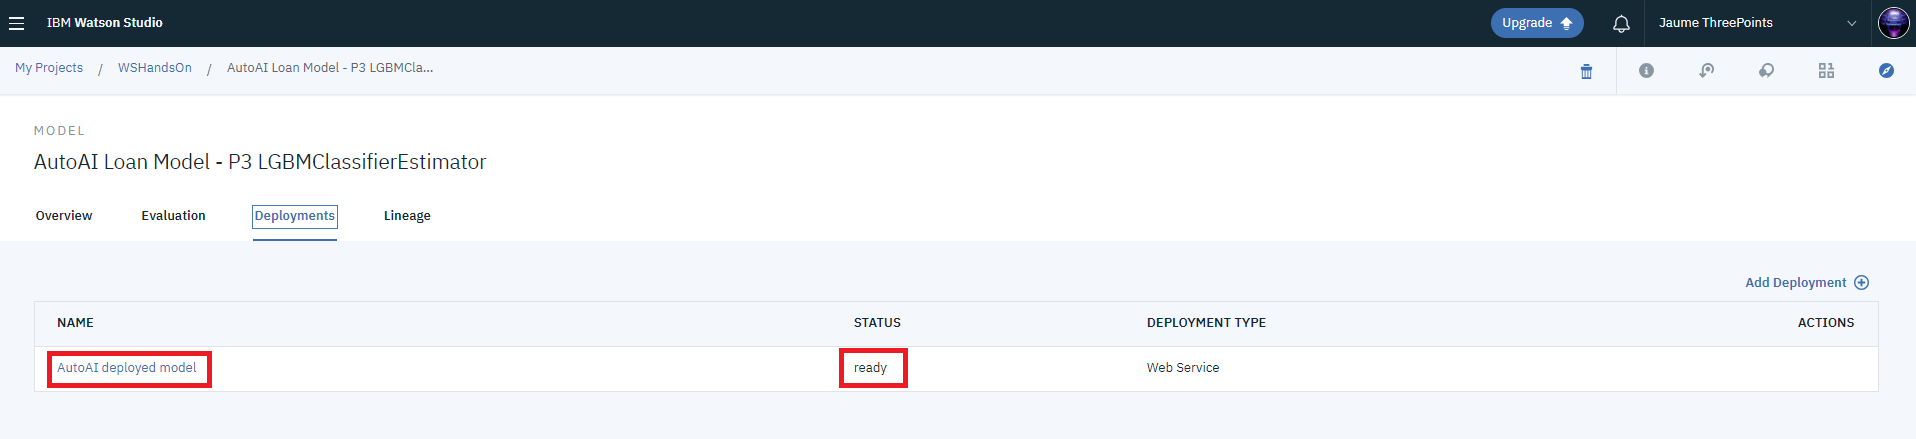 IBM Watson Studio
Upgrade
Jaume ThreePoints
My Projects / WSHandsOn / AutoAI Loan Model - P3 LGBMCla...
MODEL
AutoAI Loan Model - P3 LGBMClassifierEstimator
Overview Evaluation Deployments Lineage
Add Deployment
NAME STATUS DEPLOYMENT TYPE ACTIONS
AutoAI deployed model ready Web Service